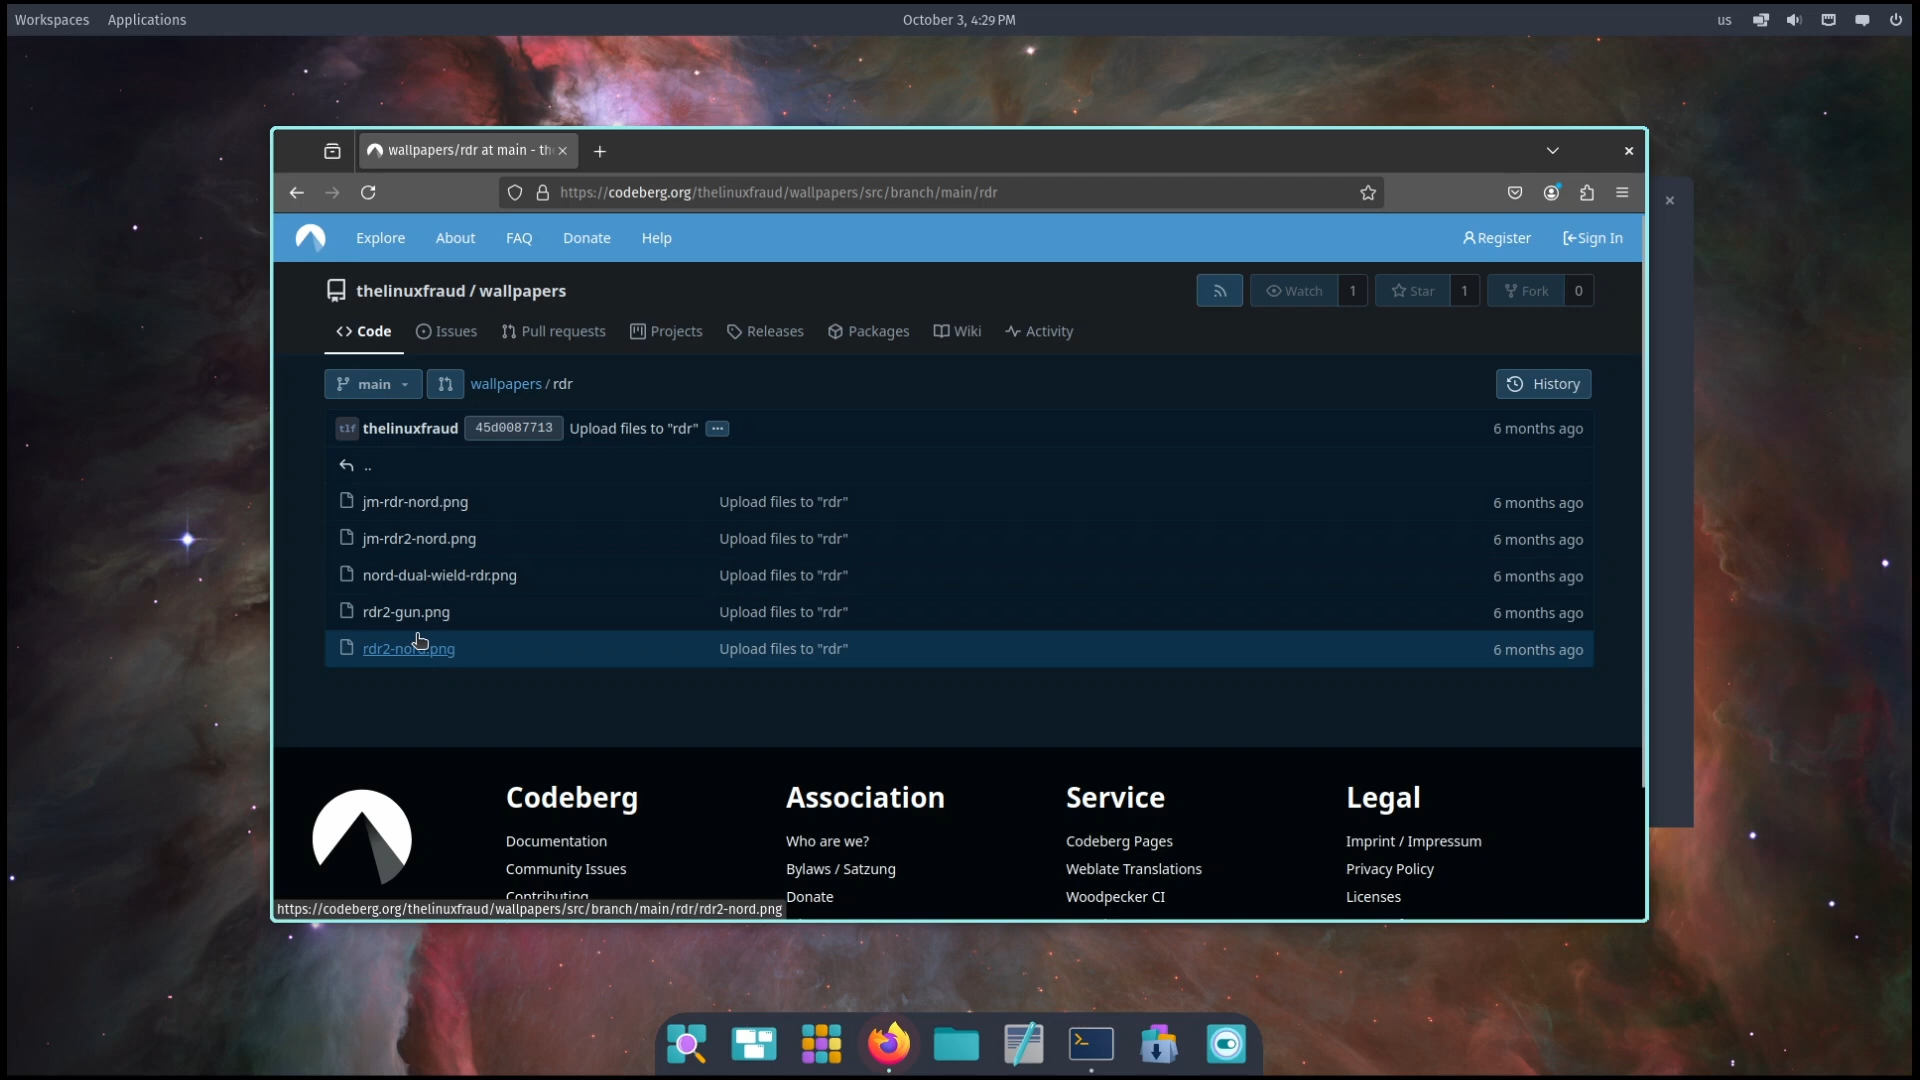 Workspaces Applications October 3, 4:29 PM us
wallpapers/rdr at main - th
https://codeberg.org/thelinuxfraud/wallpapers/src/branch/main/rdr
Explore About FAQ Donate Help Register Sign In
thelinuxfraud / wallpapers Watch 1 Star 1 Fork 0
Code Issues Pull requests Projects Releases Packages Wiki Activity
main wallpapers / rdr History
tlf thelinuxfraud 45d0087713 Upload files to "rdr" ... 6 months ago
..
jm-rdr-nord.png Upload files to "rdr" 6 months ago
jm-rdr2-nord.png Upload files to "rdr" 6 months ago
nord-dual-wield-rdr.png Upload files to "rdr" 6 months ago
rdr2-gun.png Upload files to "rdr" 6 months ago
rdr2-nord.png Upload files to "rdr" 6 months ago
Codeberg Association Service Legal
Documentation Who are we? Codeberg Pages Imprint / Impressum
Community Issues Bylaws / Satzung Weblate Translations Privacy Policy
Contributing Donate Woodpecker CI Licenses
https://codeberg.org/thelinuxfraud/wallpapers/src/branch/main/rdr/rdr2-nord.png